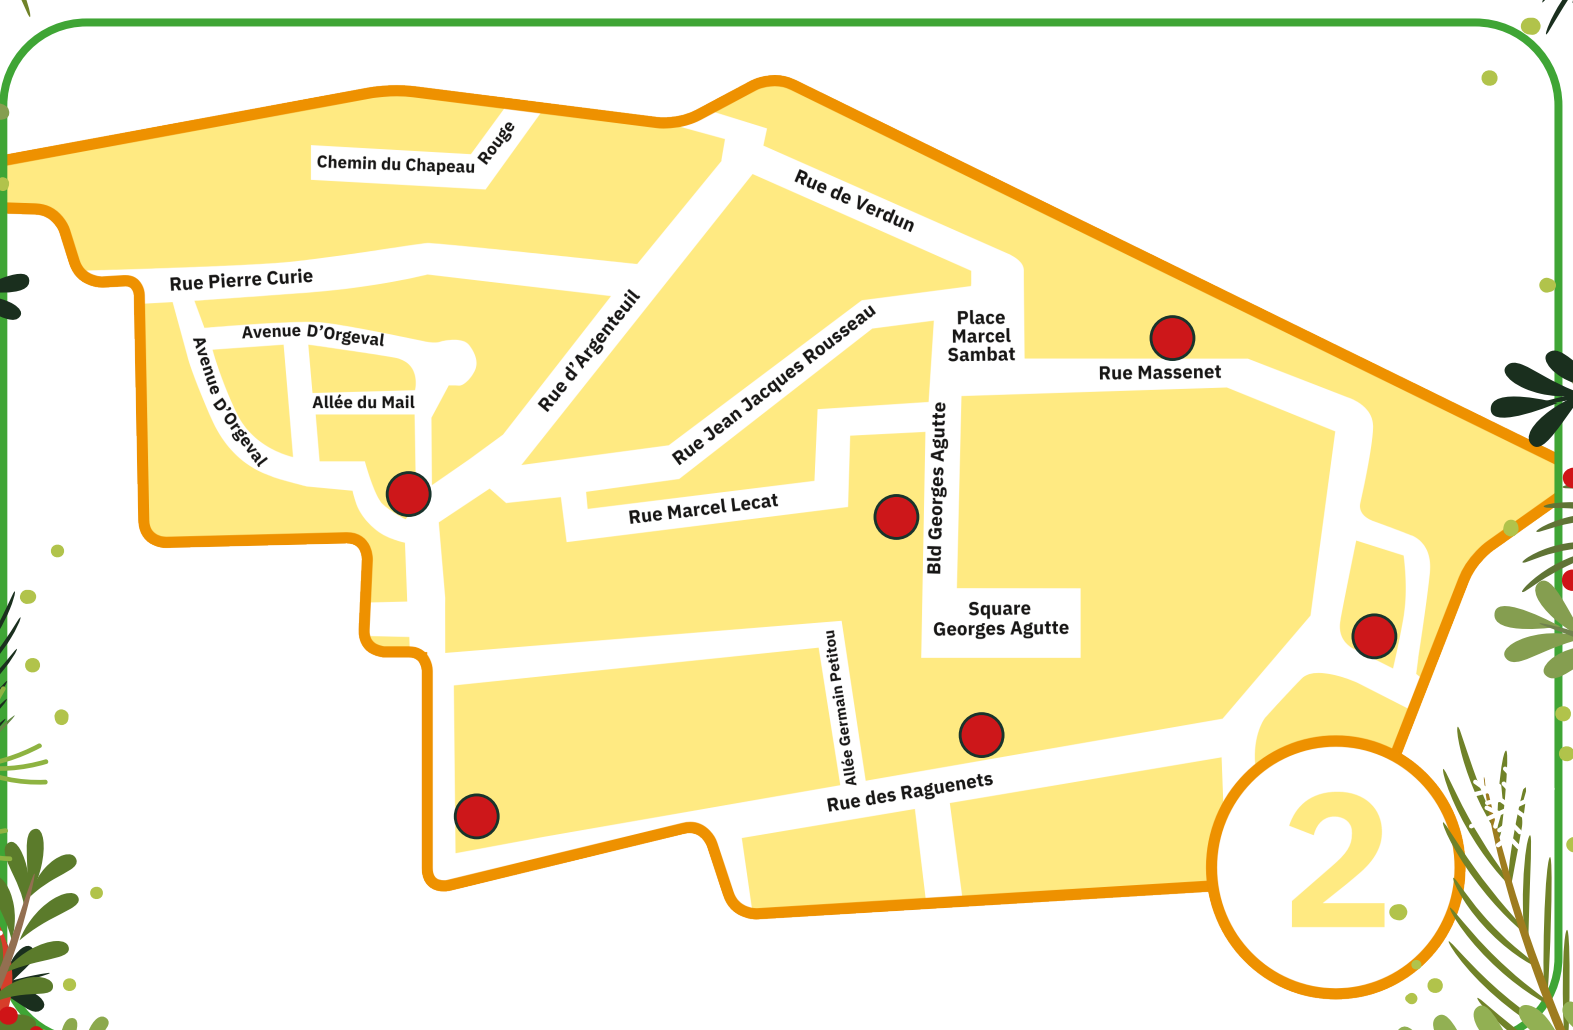 Chemin du Chapeau Rouge
Rue de Verdun
Rue Pierre Curie
Avenue D'Orgeval
Avenue D'Orgeval
Allée du Mail
Rue d'Argenteuil
Rue Jean Jacques Rousseau
Place
Marcel
Sambat
Rue Massenet
Rue Marcel Lecat
Bld Georges Agutte
Square
Georges Agutte
Allée Germain Petitou
Rue des Raguenets
2